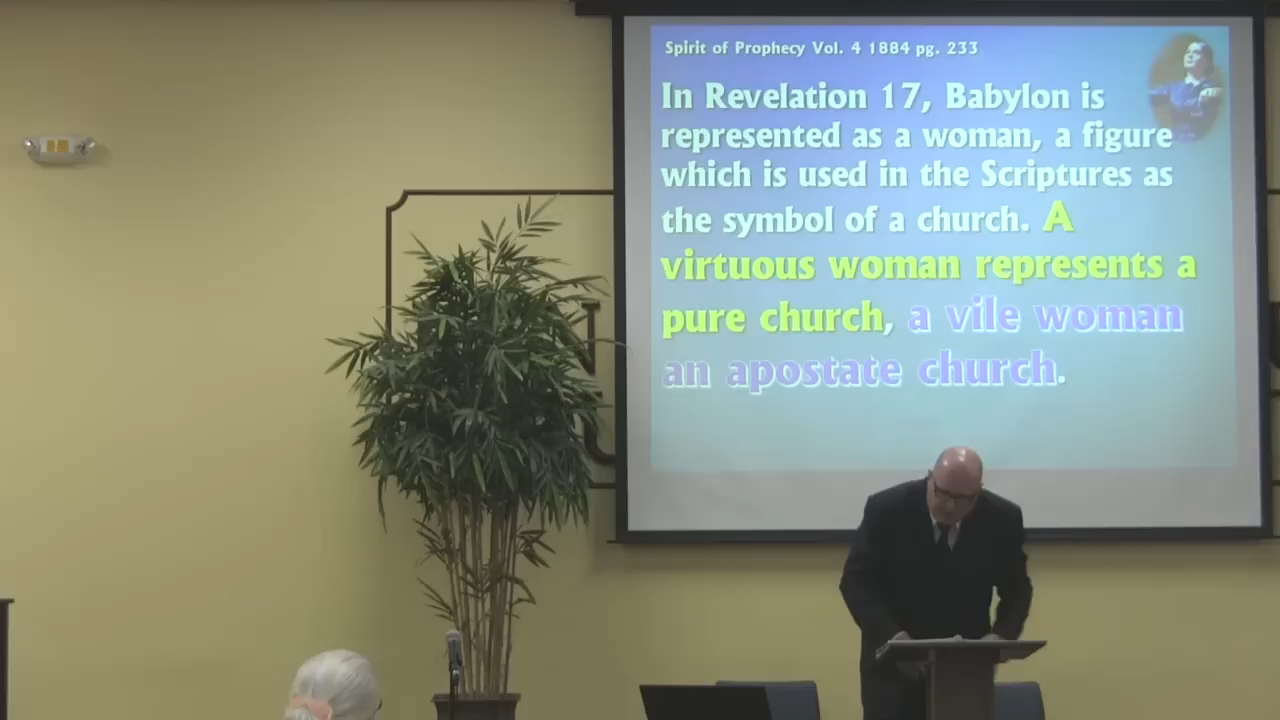 Spirit of Prophecy Vol. 4 1884 pg. 233
In Revelation 17, Babylon is
represented as a woman, a figure
which is used in the Scriptures as
the symbol of a church. A
virtuous woman represents a
pure church, a vile woman
an apostate church.